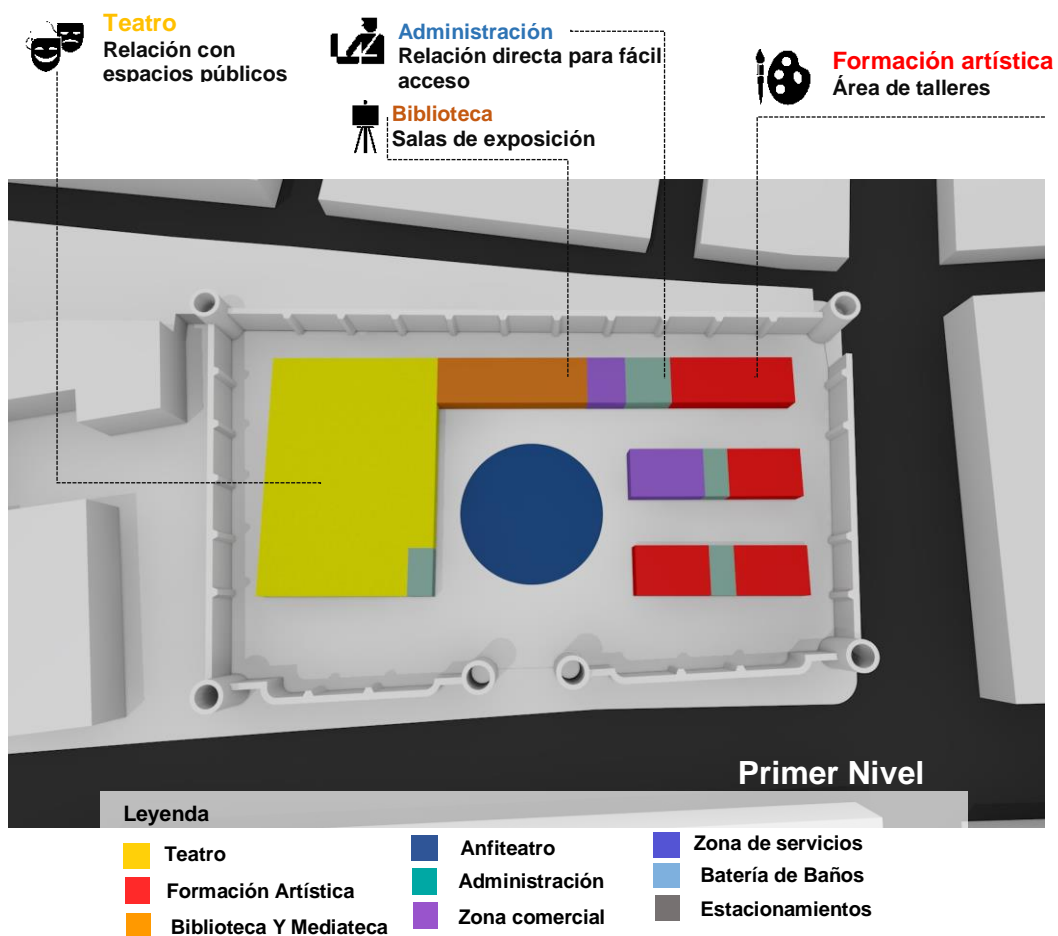 Teatro
Relación con
espacios públicos
Administración
Relación directa para fácil
acceso
Biblioteca
Salas de exposición
Formación artística
Área de talleres
Primer Nivel
Leyenda
Teatro
Formación Artística
Biblioteca Y Mediateca
Anfiteatro
Administración
Zona comercial
Zona de servicios
Batería de Baños
Estacionamientos